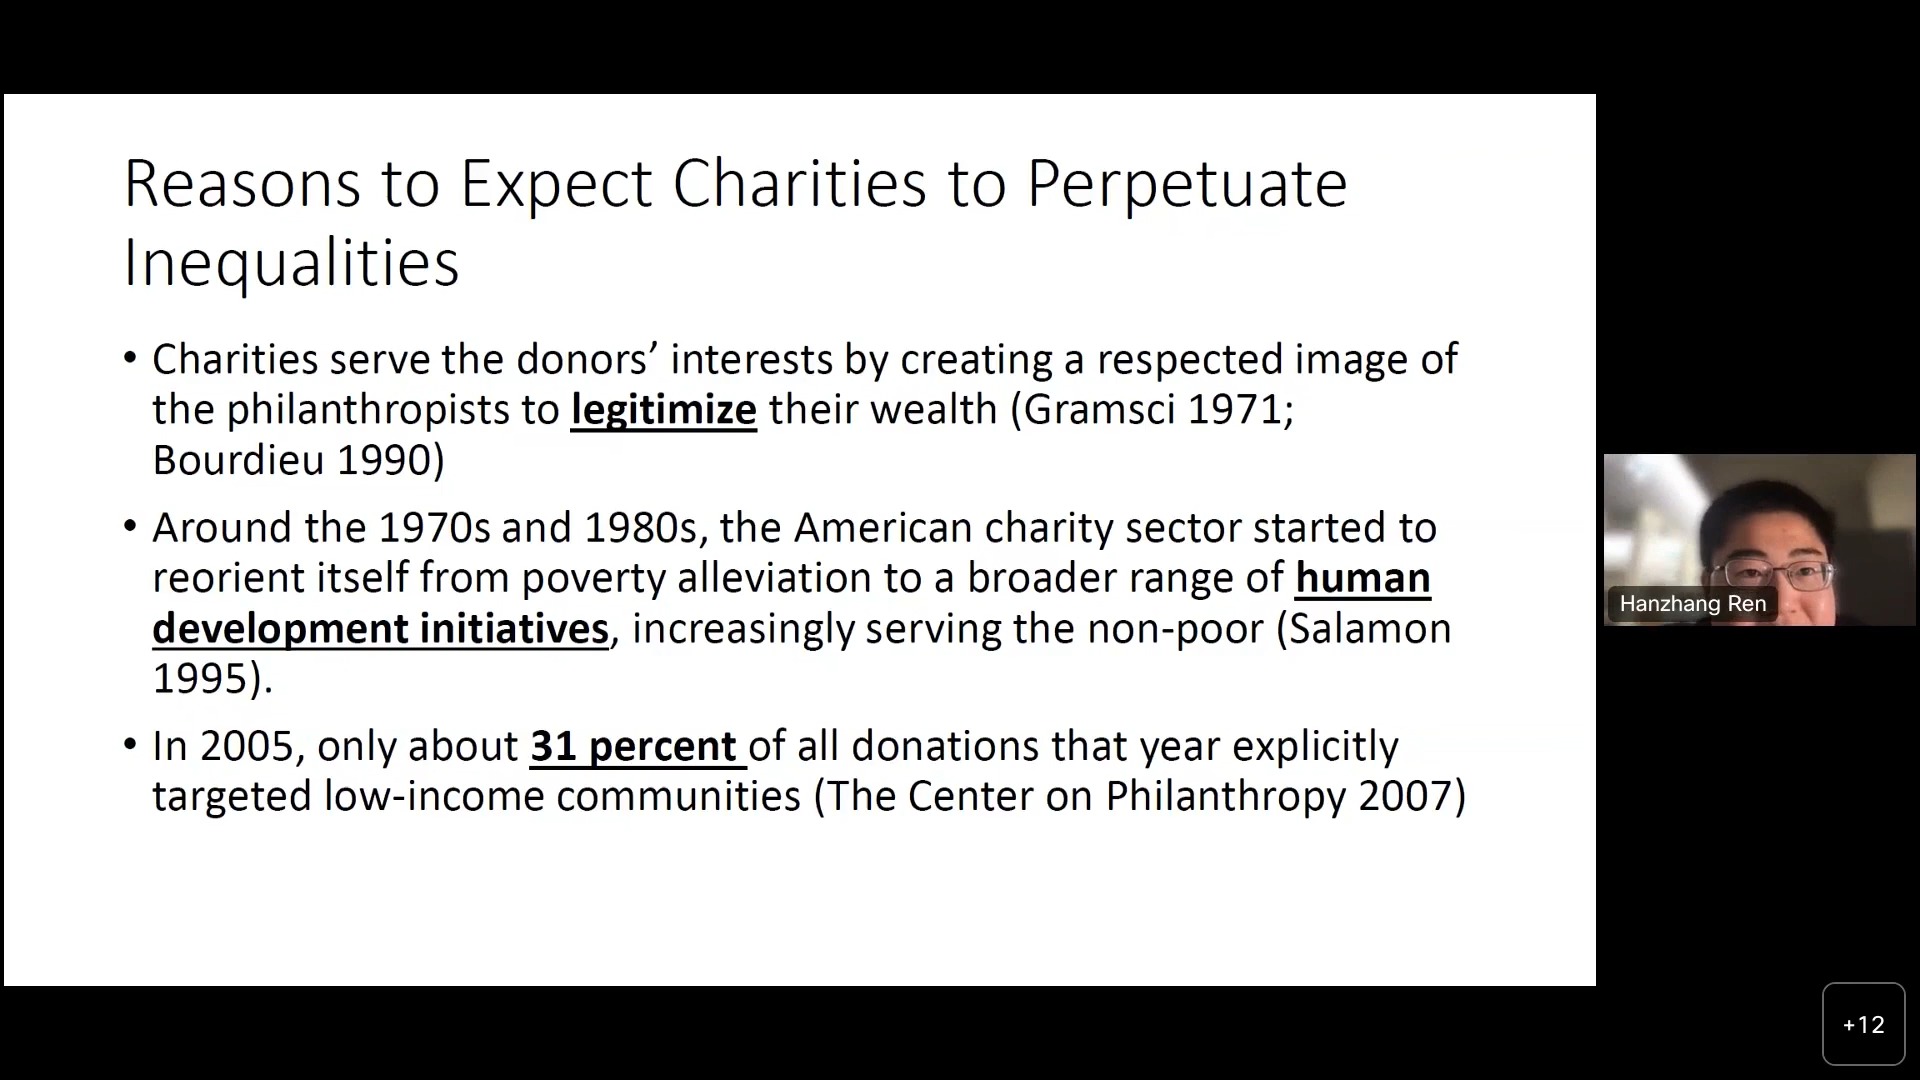 Reasons to Expect Charities to Perpetuate
Inequalities
• Charities serve the donors’ interests by creating a respected image of
the philanthropists to legitimize their wealth (Gramsci 1971;
Bourdieu 1990)
• Around the 1970s and 1980s, the American charity sector started to
reorient itself from poverty alleviation to a broader range of human
development initiatives, increasingly serving the non-poor (Salamon
1995).
• In 2005, only about 31 percent of all donations that year explicitly
targeted low-income communities (The Center on Philanthropy 2007)
Hanzhang Ren
+12